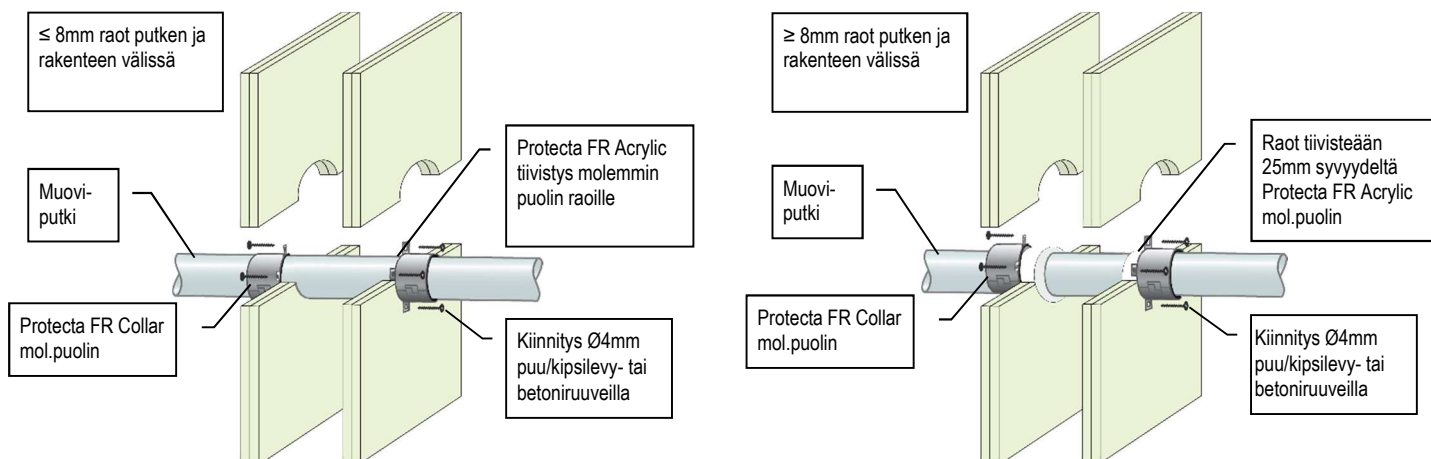 ≤ 8mm raot putken ja
rakenteen välissä
Protecta FR Acrylic
tiivistys molemmin
puolin raoille
Muovi-
putki
Protecta FR Collar
mol.puolin
Kiinnitys Ø4mm
puu/kipsilevy- tai
betoniruuveilla
≥ 8mm raot putken ja
rakenteen välissä
Raot tiivisteään
25mm syvyydeltä
Protecta FR Acrylic
mol.puolin
Muovi-
putki
Protecta FR Collar
mol.puolin
Kiinnitys Ø4mm
puu/kipsilevy- tai
betoniruuveilla